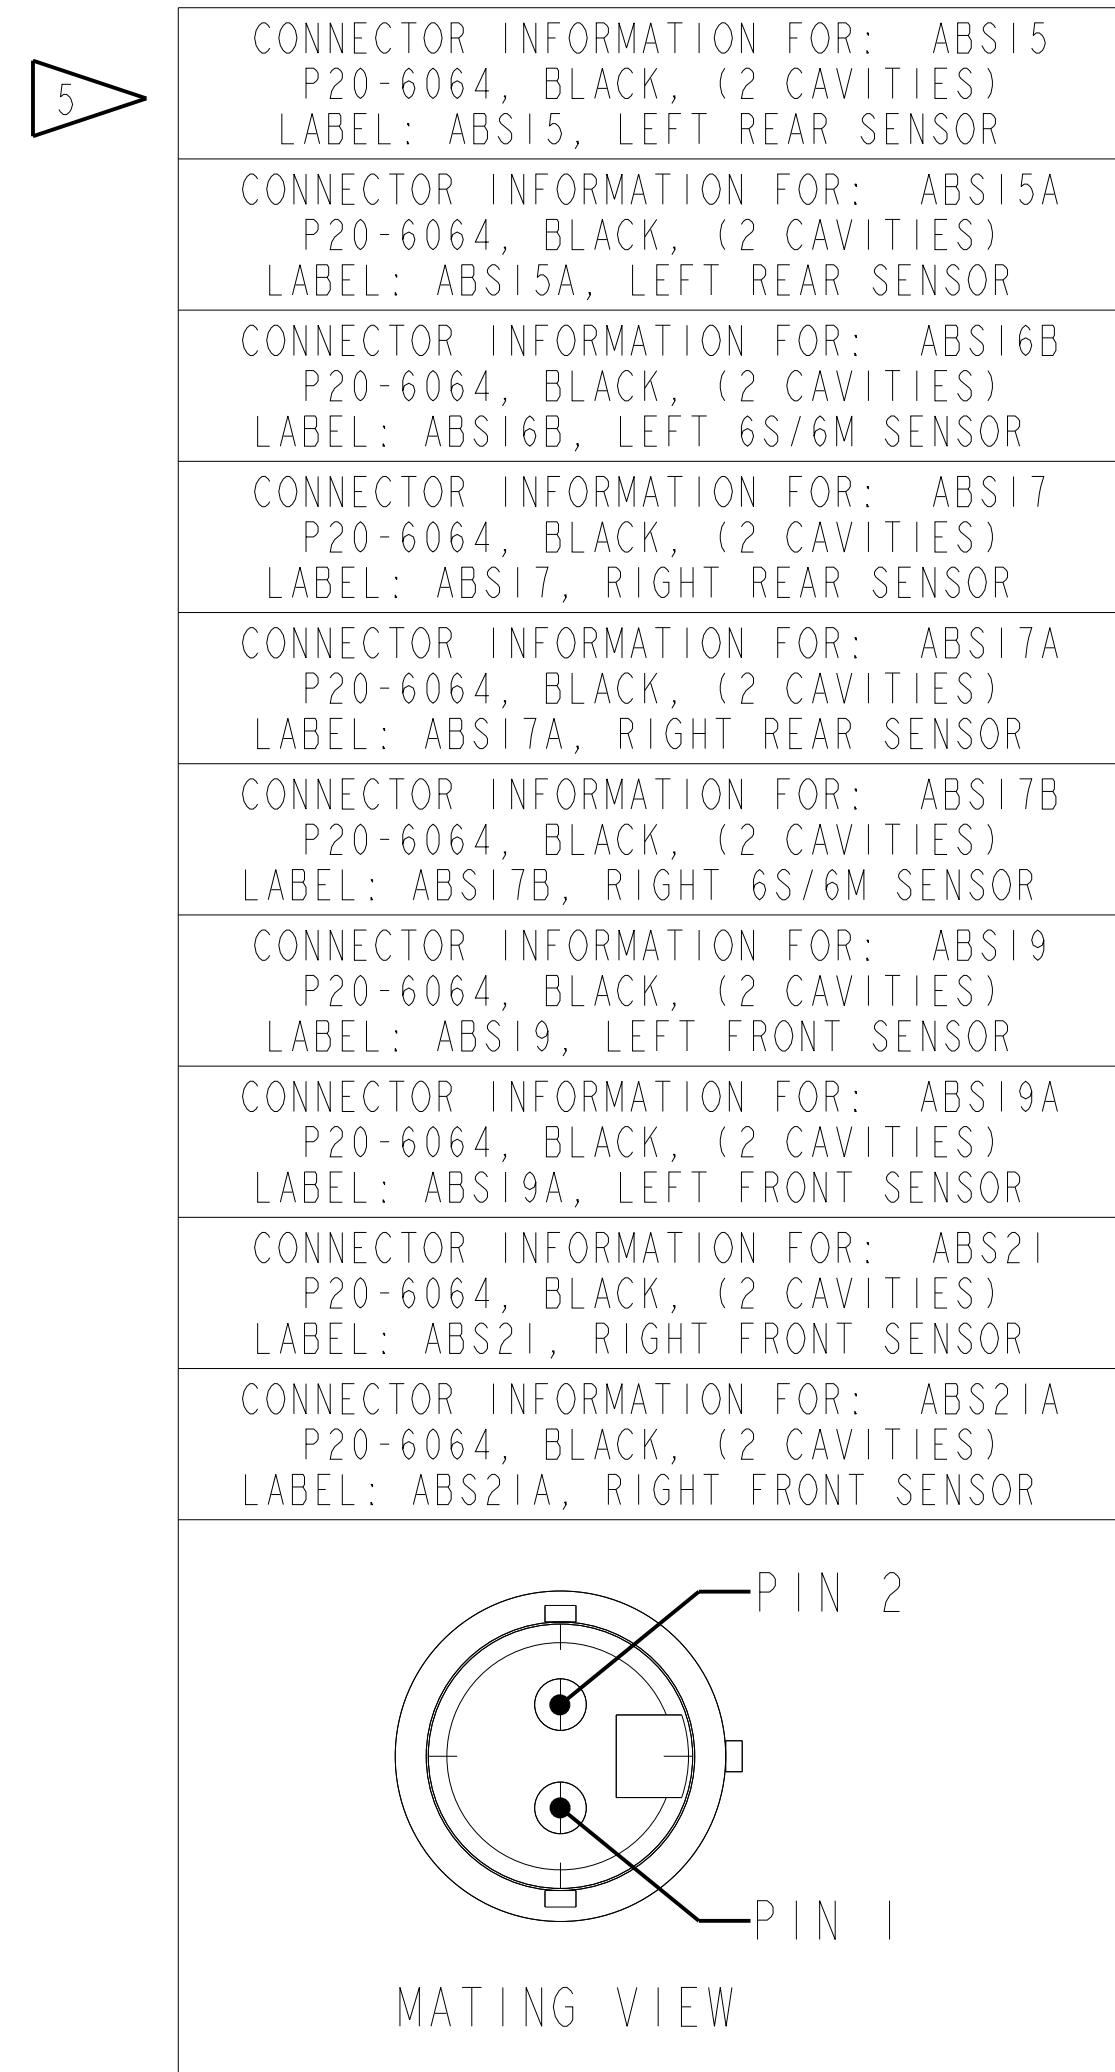 5
CONNECTOR INFORMATION FOR: ABS15
P20-6064, BLACK, (2 CAVITIES)
LABEL: ABS15, LEFT REAR SENSOR
CONNECTOR INFORMATION FOR: ABS15A
P20-6064, BLACK, (2 CAVITIES)
LABEL: ABS15A, LEFT REAR SENSOR
CONNECTOR INFORMATION FOR: ABS16B
P20-6064, BLACK, (2 CAVITIES)
LABEL: ABS16B, LEFT 6S/6M SENSOR
CONNECTOR INFORMATION FOR: ABS17
P20-6064, BLACK, (2 CAVITIES)
LABEL: ABS17, RIGHT REAR SENSOR
CONNECTOR INFORMATION FOR: ABS17A
P20-6064, BLACK, (2 CAVITIES)
LABEL: ABS17A, RIGHT REAR SENSOR
CONNECTOR INFORMATION FOR: ABS17B
P20-6064, BLACK, (2 CAVITIES)
LABEL: ABS17B, RIGHT 6S/6M SENSOR
CONNECTOR INFORMATION FOR: ABS19
P20-6064, BLACK, (2 CAVITIES)
LABEL: ABS19, LEFT FRONT SENSOR
CONNECTOR INFORMATION FOR: ABS19A
P20-6064, BLACK, (2 CAVITIES)
LABEL: ABS19A, LEFT FRONT SENSOR
CONNECTOR INFORMATION FOR: ABS21
P20-6064, BLACK, (2 CAVITIES)
LABEL: ABS21, RIGHT FRONT SENSOR
CONNECTOR INFORMATION FOR: ABS21A
P20-6064, BLACK, (2 CAVITIES)
LABEL: ABS21A, RIGHT FRONT SENSOR
PIN 2
PIN 1
MATING VIEW